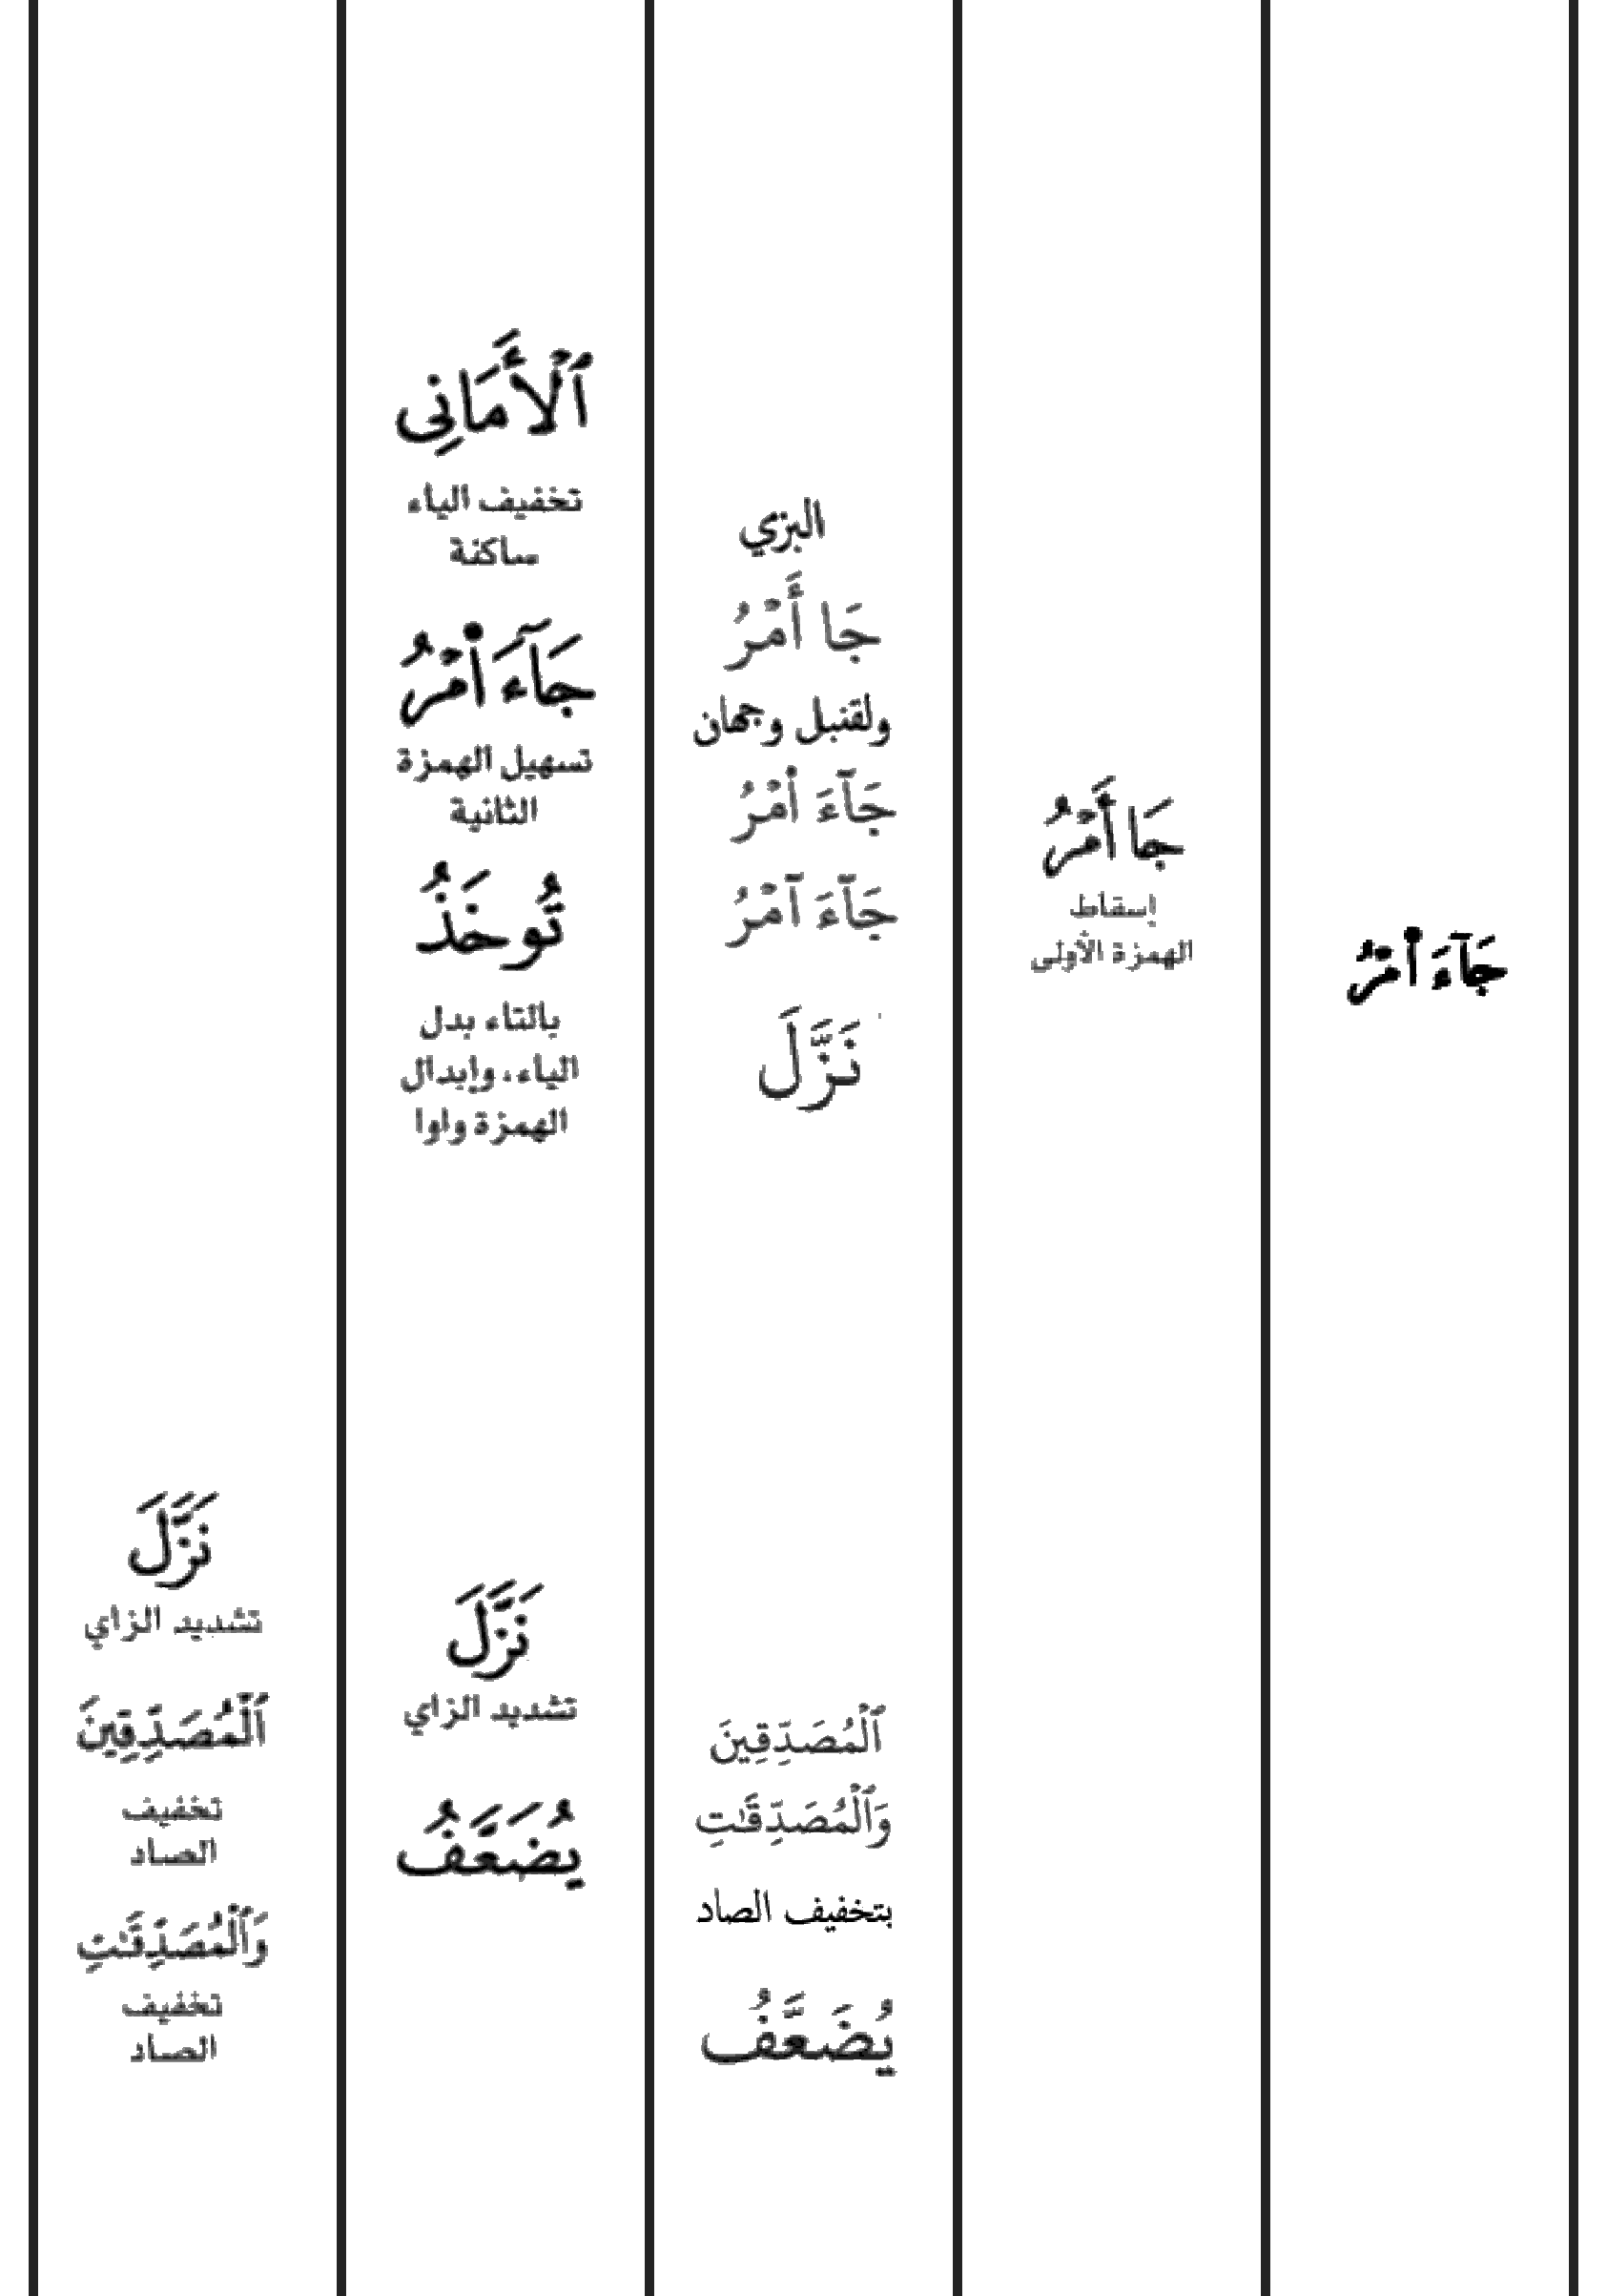 جَآءَ ا۬مْرُ
جَا أَمْرُ
إسقاط
الهمزة الأولى
البزي
جَا أَمْرُ
ولقنبل وجهان
جَآءَ ا۬مْرُ
جَآءَ آمْرُ
نَزَّلَ
ٱلْمُصَدِّقِينَ
وَٱلْمُصَدِّقَٰتِ
بتخفيف الصاد
يُضَعَّفُ
ٱلْأَمَانِى
تخفيف الياء
ساكنة
جَآءَ ا۬مْرُ
تسهيل الهمزة
الثانية
تُوخَذُ
بالتاء بدل
الياء، وإبدال
الهمزة واوا
نَزَّلَ
تشديد الزاي
يُضَعَّفُ
نَزَّلَ
تشديد الزاي
ٱلْمُصَدِّقِينَ
تخفيف
الصاد
وَٱلْمُصَدِّقَٰتِ
تخفيف
الصاد